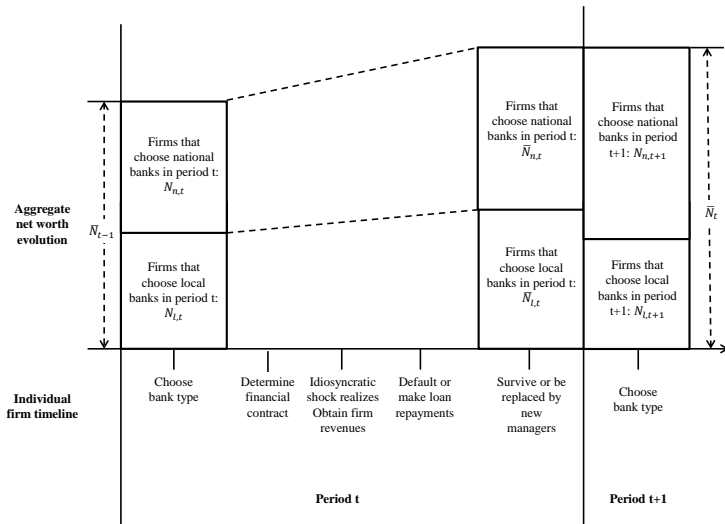 Firms that
choose national
banks in period t:
N_{n,t}
Firms that
choose local
banks in period t:
N_{l,t}
Firms that
choose national
banks in period t:
N̅_{n,t}
Firms that
choose local
banks in period t:
N̅_{l,t}
Firms that
choose national
banks in period
t+1: N_{n,t+1}
Firms that
choose local
banks in period
t+1: N_{l,t+1}
Aggregate
net worth
evolution
N̅_{t−1}
N̅_t
Individual
firm timeline
Choose
bank type
Determine
financial
contract
Idiosyncratic
shock realizes
Obtain firm
revenues
Default or
make loan
repayments
Survive or be
replaced by
new
managers
Choose
bank type
Period t
Period t+1